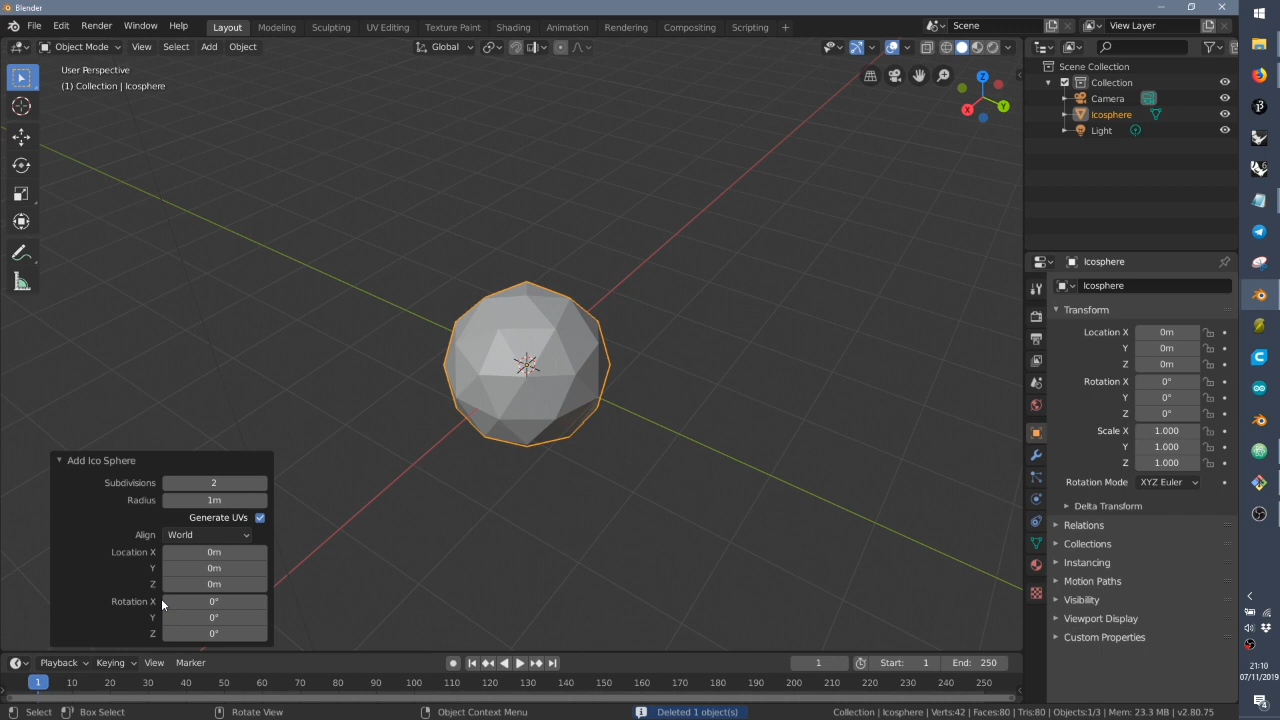 Blender
File Edit Render Window Help Layout Modeling Sculpting UV Editing Texture Paint Shading Animation Rendering Compositing Scripting + Scene View Layer
Object Mode View Select Add Object Global
User Perspective
(1) Collection | Icosphere
Z
Y
X
Scene Collection
Collection
Camera
Icosphere
Light
Icosphere
Icosphere
Transform
Location X 0m
Y 0m
Z 0m
Rotation X 0°
Y 0°
Z 0°
Scale X 1.000
Y 1.000
Z 1.000
Rotation Mode XYZ Euler
Delta Transform
Relations
Collections
Instancing
Motion Paths
Visibility
Viewport Display
Custom Properties
Add Ico Sphere
Subdivisions 2
Radius 1m
Generate UVs
Align World
Location X 0m
Y 0m
Z 0m
Rotation X 0°
Y 0°
Z 0°
Playback Keying View Marker 1 Start: 1 End: 250
1 10 20 30 40 50 60 70 80 90 100 110 120 130 140 150 160 170 180 190 200 210 220 230 240 250
Select Box Select Rotate View Object Context Menu Deleted 1 object(s) Collection | Icosphere | Verts:42 | Faces:80 | Tris:80 | Objects:1/3 | Mem: 23.3 MB | v2.80.75
21:10
07/11/2019
4